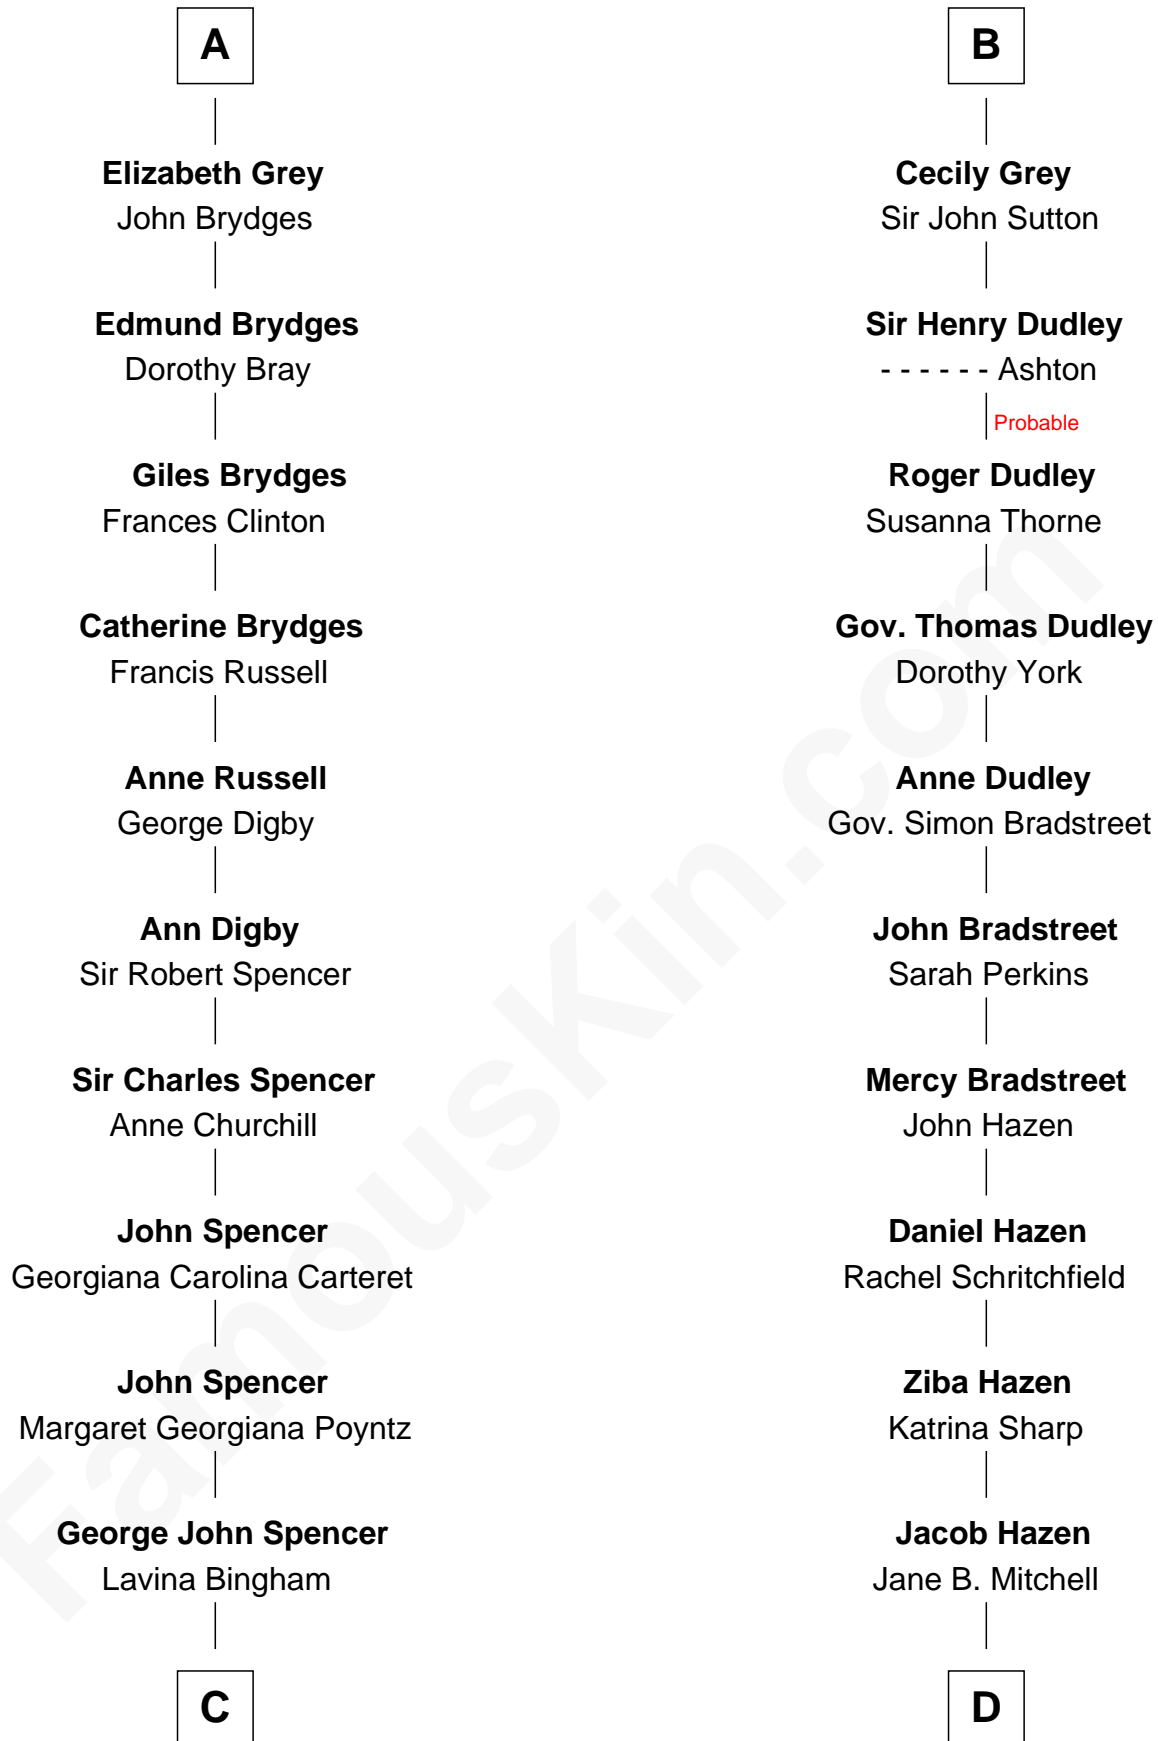 A
Elizabeth Grey
John Brydges
Edmund Brydges
Dorothy Bray
Giles Brydges
Frances Clinton
Catherine Brydges
Francis Russell
Anne Russell
George Digby
Ann Digby
Sir Robert Spencer
Sir Charles Spencer
Anne Churchill
John Spencer
Georgiana Carolina Carteret
John Spencer
Margaret Georgiana Poyntz
George John Spencer
Lavina Bingham
C
B
Cecily Grey
Sir John Sutton
Sir Henry Dudley
- - - - - - Ashton
Probable
Roger Dudley
Susanna Thorne
Gov. Thomas Dudley
Dorothy York
Anne Dudley
Gov. Simon Bradstreet
John Bradstreet
Sarah Perkins
Mercy Bradstreet
John Hazen
Daniel Hazen
Rachel Schritchfield
Ziba Hazen
Katrina Sharp
Jacob Hazen
Jane B. Mitchell
D
FamousKin.com